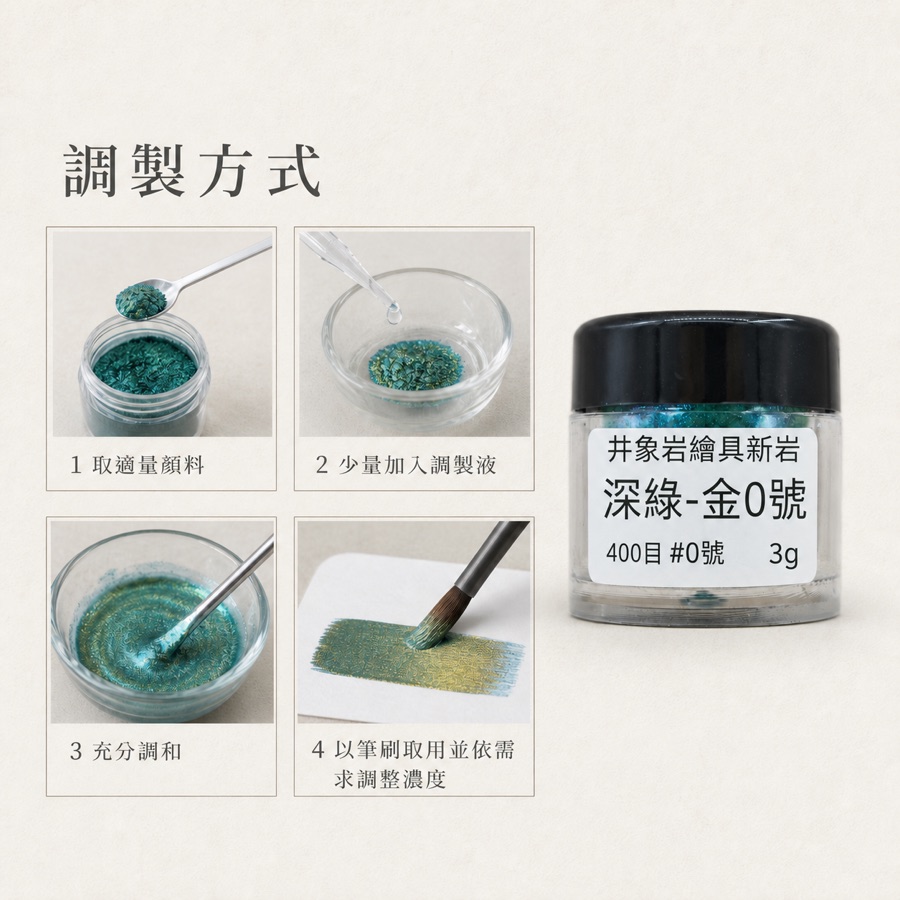 調製方式
1 取適量顏料
2 少量加入調製液
3 充分調和
4 以筆刷取用並依需
求調整濃度
井象岩繪具新岩
深綠-金0號
400目 #0號 3g